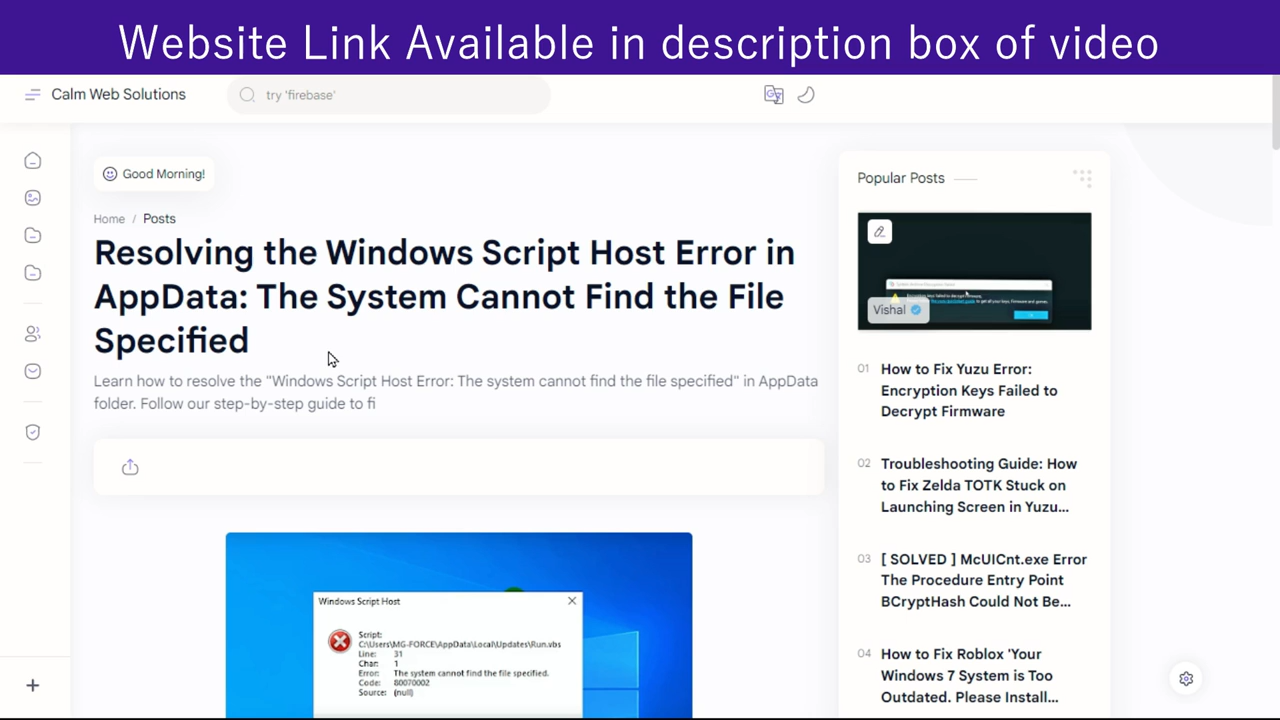 Website Link Available in description box of video
Calm Web Solutions
try 'firebase'
Good Morning!
Home / Posts
Resolving the Windows Script Host Error in
AppData: The System Cannot Find the File
Specified
Learn how to resolve the "Windows Script Host Error: The system cannot find the file specified" in AppData
folder. Follow our step-by-step guide to fi
Windows Script Host
Script:
C:\Users\MG-FORCE\AppData\Local\Updates\Run.vbs
Line: 31
Char: 1
Error: The system cannot find the file specified.
Code: 80070002
Source: (null)
Popular Posts
Vishal
01 How to Fix Yuzu Error:
Encryption Keys Failed to
Decrypt Firmware
02 Troubleshooting Guide: How
to Fix Zelda TOTK Stuck on
Launching Screen in Yuzu...
03 [ SOLVED ] McUICnt.exe Error
The Procedure Entry Point
BCryptHash Could Not Be...
04 How to Fix Roblox 'Your
Windows 7 System is Too
Outdated. Please Install...